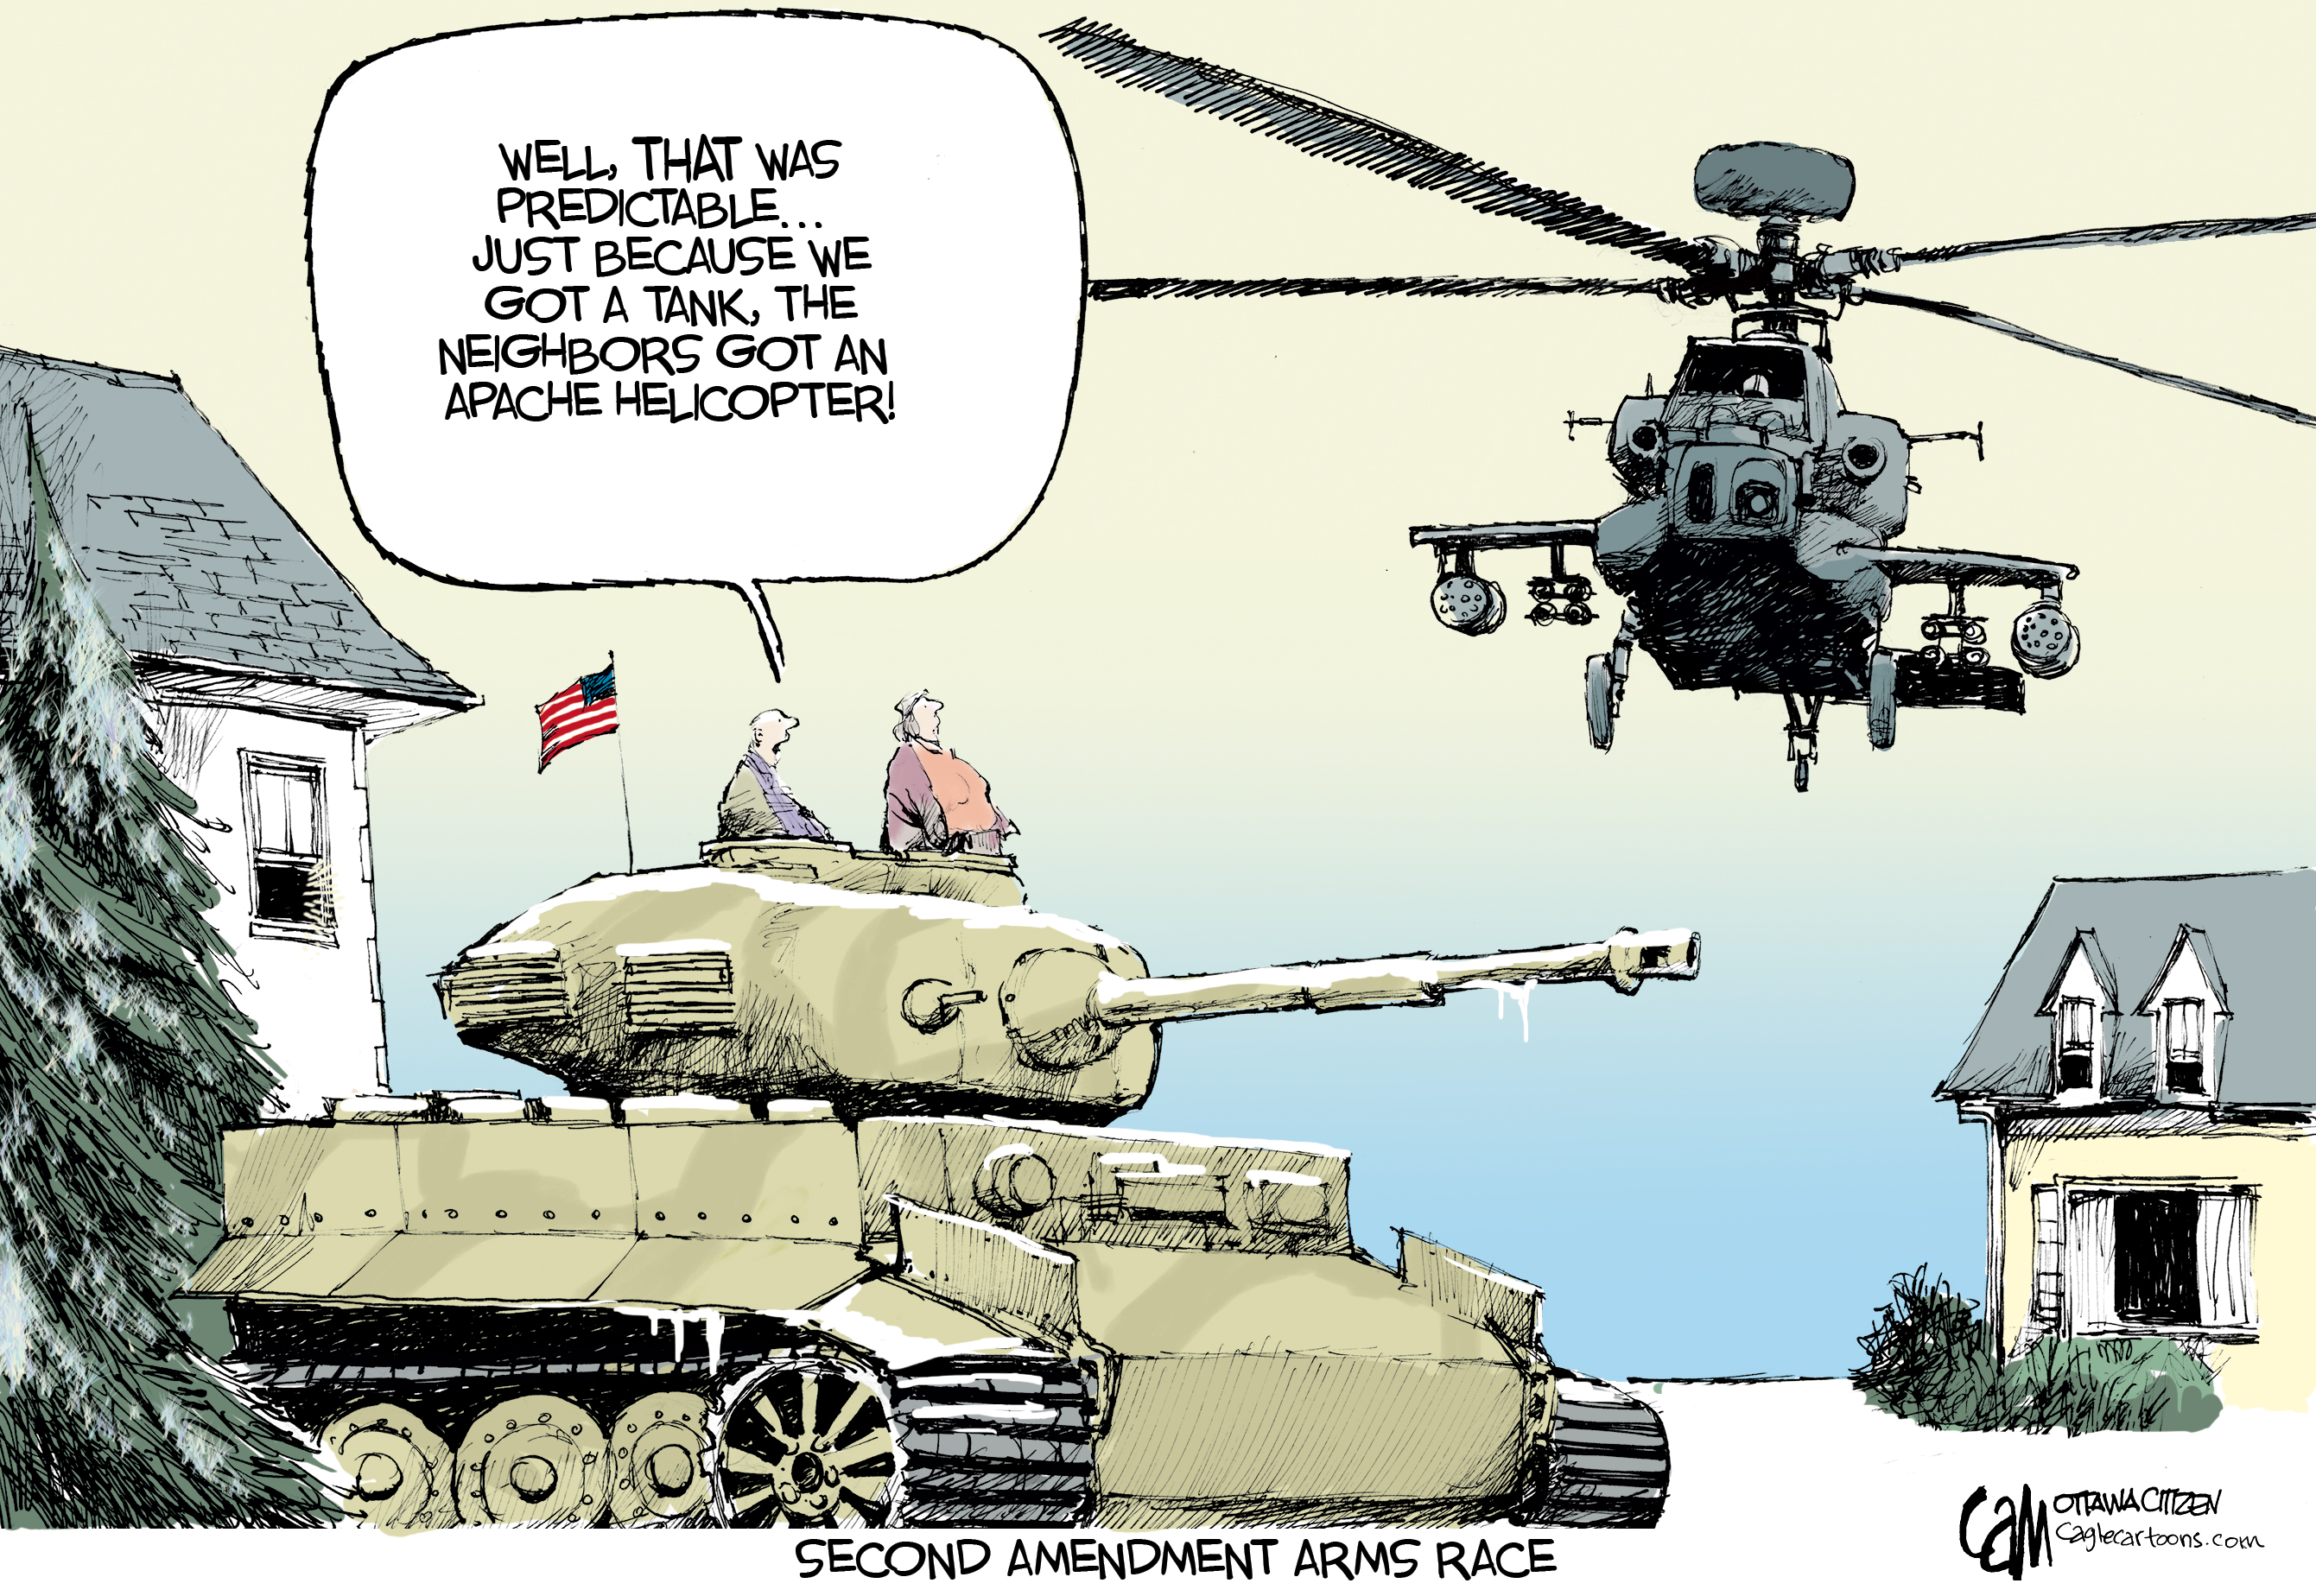 WELL, THAT WAS
PREDICTABLE...
JUST BECAUSE WE
GOT A TANK, THE
NEIGHBORS GOT AN
APACHE HELICOPTER!
CAM
OTTAWA CITIZEN
caglecartoons.com
SECOND AMENDMENT ARMS RACE